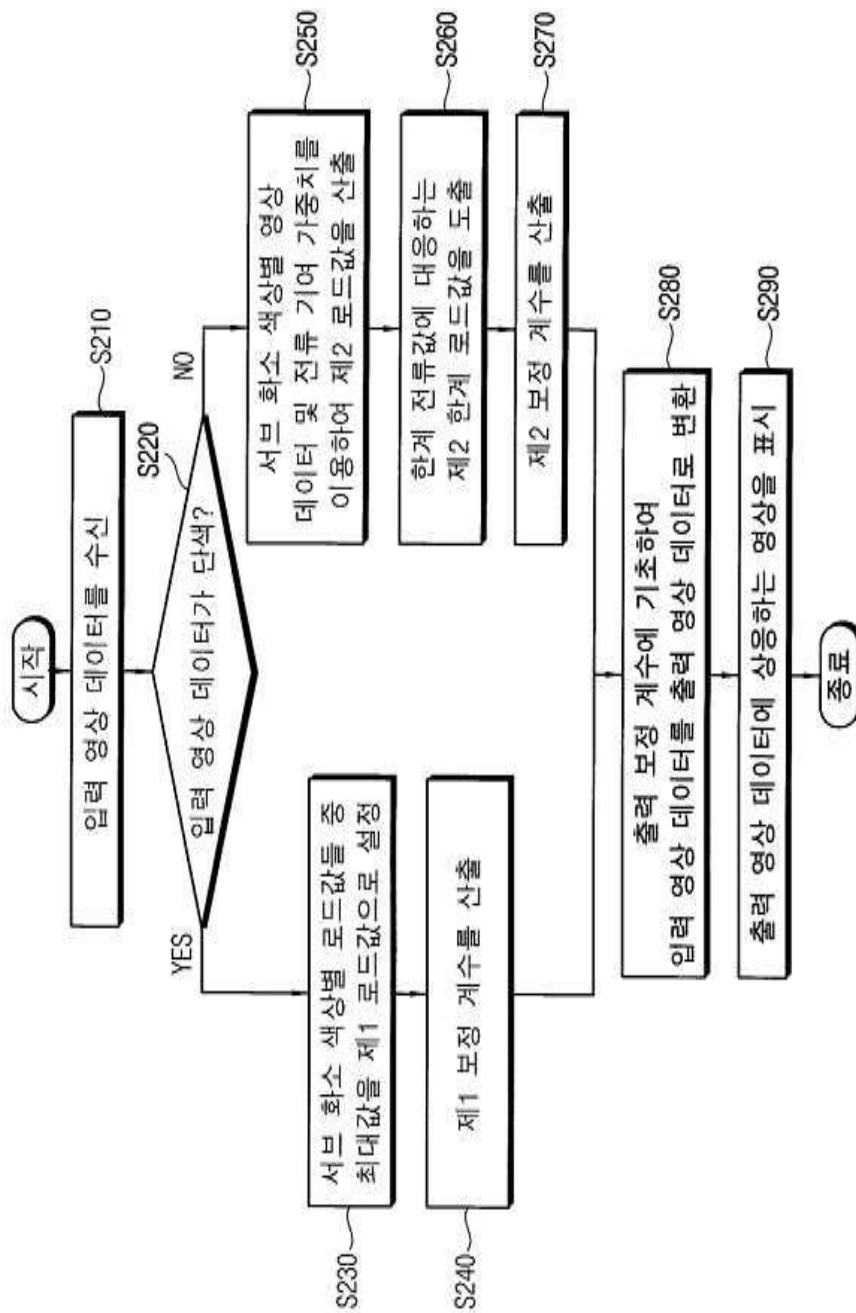 시작
입력 영상 데이터를 수신
S210
입력 영상 데이터가 단색?
S220
YES
NO
서브 화소 색상별 로드값들 중
최대값을 제1 로드값으로 설정
S230
제1 보정 계수를 산출
S240
서브 화소 색상별 영상
데이터 및 전류 기여 가중치를
이용하여 제2 로드값을 산출
S250
한계 전류값에 대응하는
제2 한계 로드값을 도출
S260
제2 보정 계수를 산출
S270
출력 보정 계수에 기초하여
입력 영상 데이터를 출력 영상 데이터로 변환
S280
출력 영상 데이터에 상응하는 영상을 표시
S290
종료